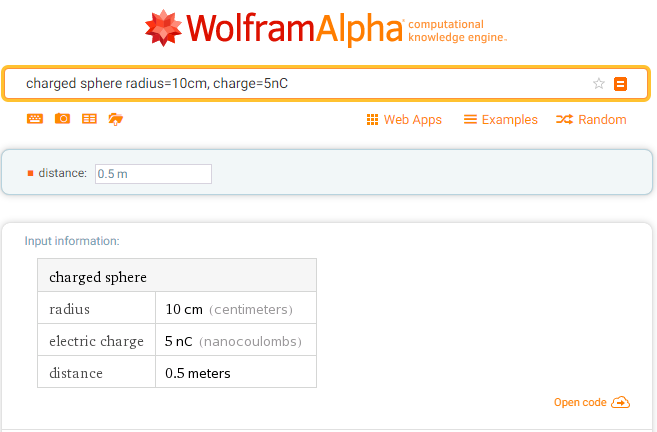 WolframAlpha computational
knowledge engine.
charged sphere radius=10cm, charge=5nC
Web Apps Examples Random
distance: 0.5 m
Input information:
charged sphere
radius 10 cm (centimeters)
electric charge 5 nC (nanocoulombs)
distance 0.5 meters
Open code